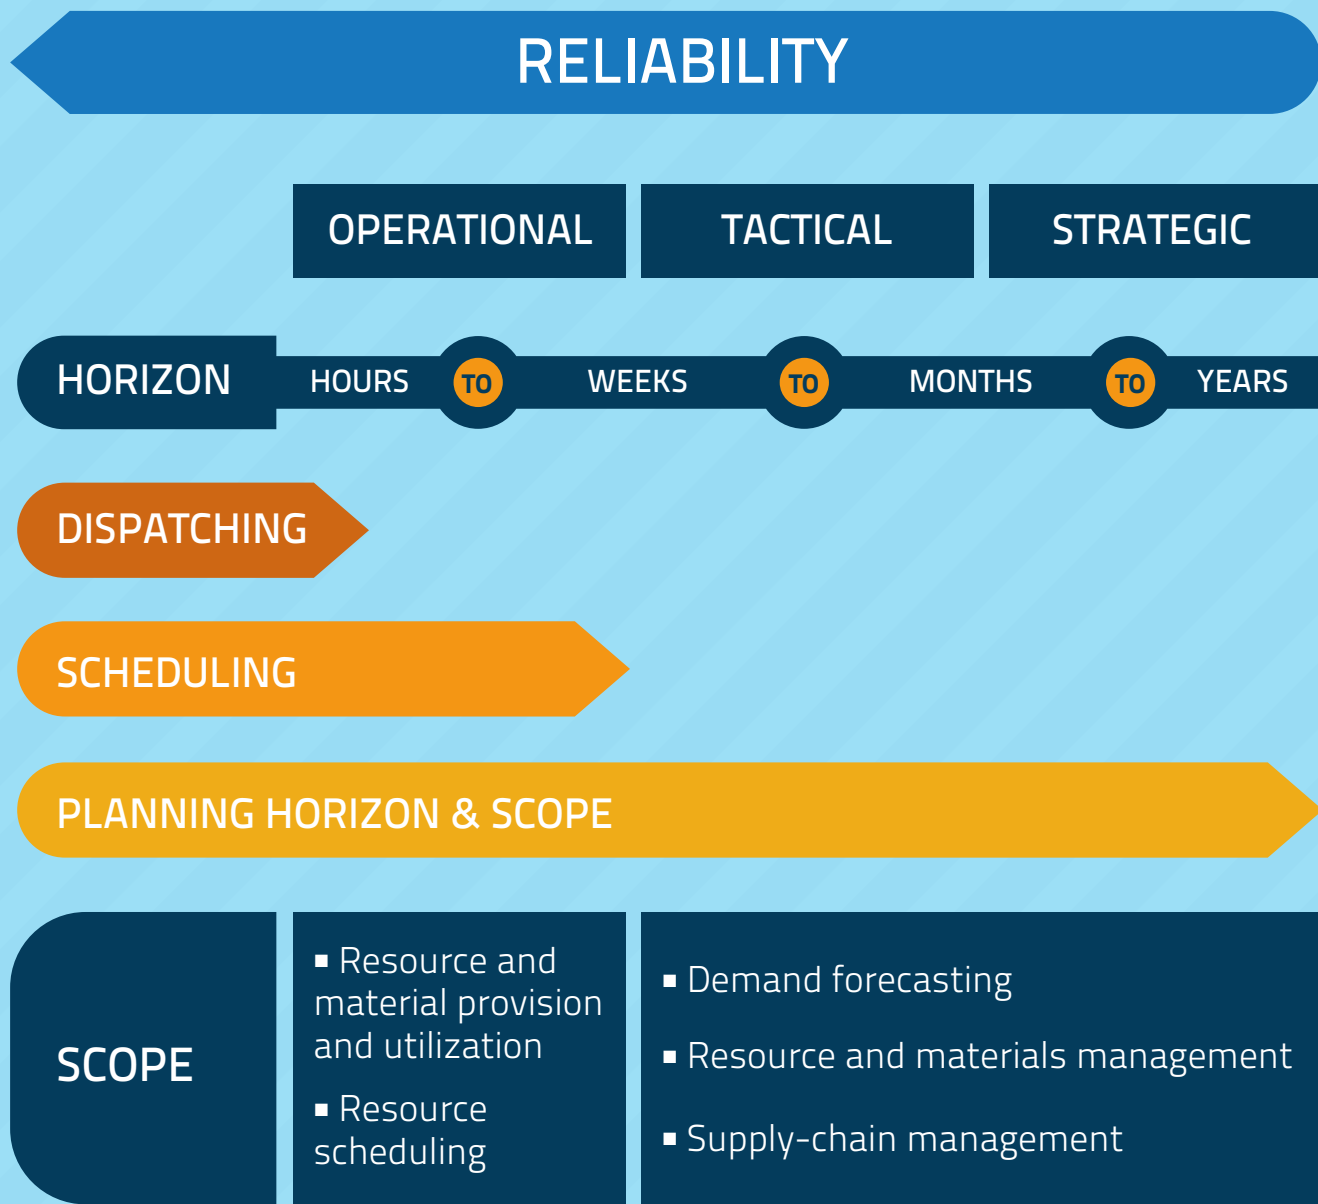 RELIABILITY
OPERATIONAL TACTICAL STRATEGIC
HORIZON HOURS TO WEEKS TO MONTHS TO YEARS
DISPATCHING
SCHEDULING
PLANNING HORIZON & SCOPE
SCOPE
▪ Resource and
material provision
and utilization
▪ Resource
scheduling
▪ Demand forecasting
▪ Resource and materials management
▪ Supply-chain management